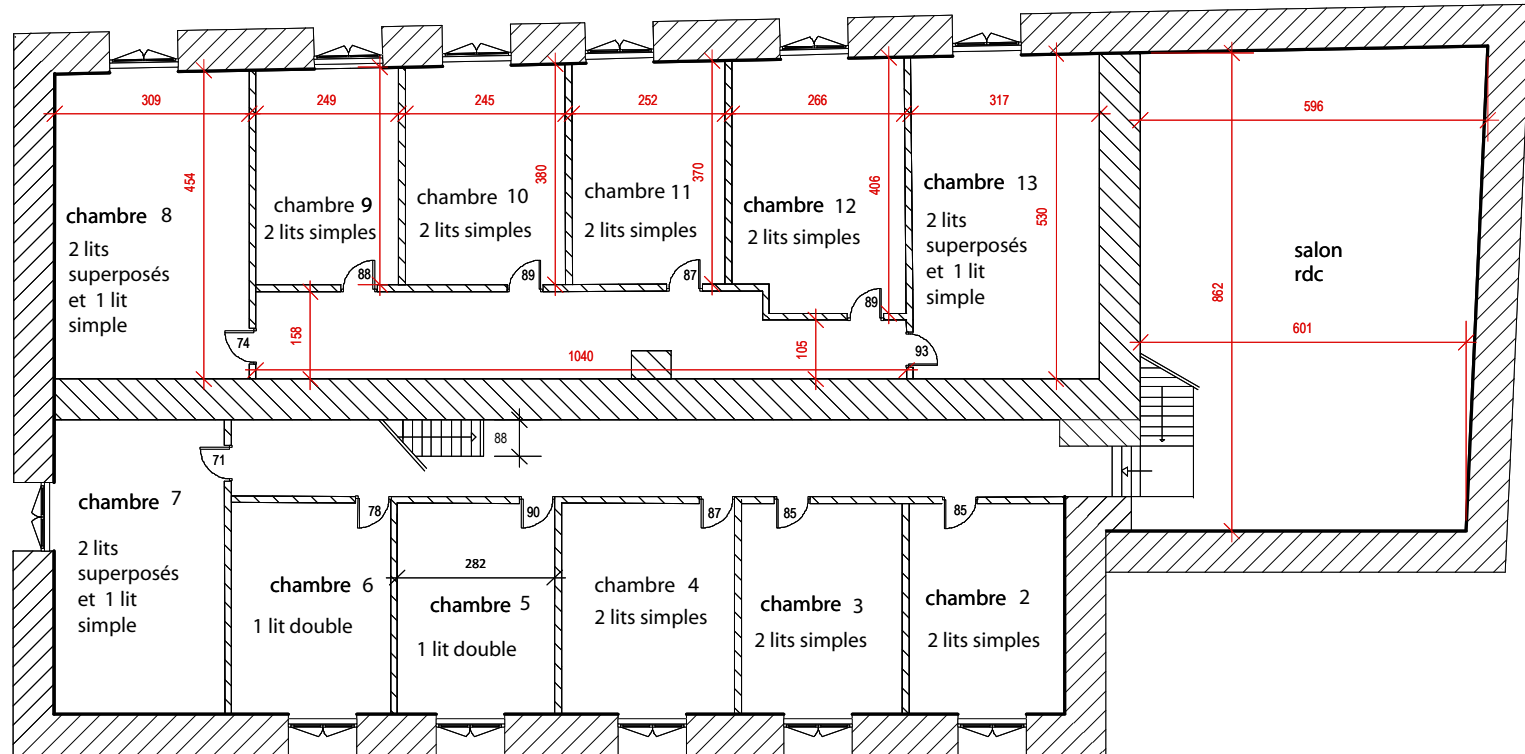 309
249
245
252
266
317
596
454
380
370
406
530
862
chambre 8
2 lits
superposés
et 1 lit
simple
chambre 9
2 lits simples
chambre 10
2 lits simples
chambre 11
2 lits simples
chambre 12
2 lits simples
chambre 13
2 lits
superposés
et 1 lit
simple
salon
rdc
88
89
87
89
74
158
1040
105
93
601
88
71
78
90
87
85
85
chambre 7
2 lits
superposés
et 1 lit
simple
chambre 6
1 lit double
282
chambre 5
1 lit double
chambre 4
2 lits simples
chambre 3
2 lits simples
chambre 2
2 lits simples